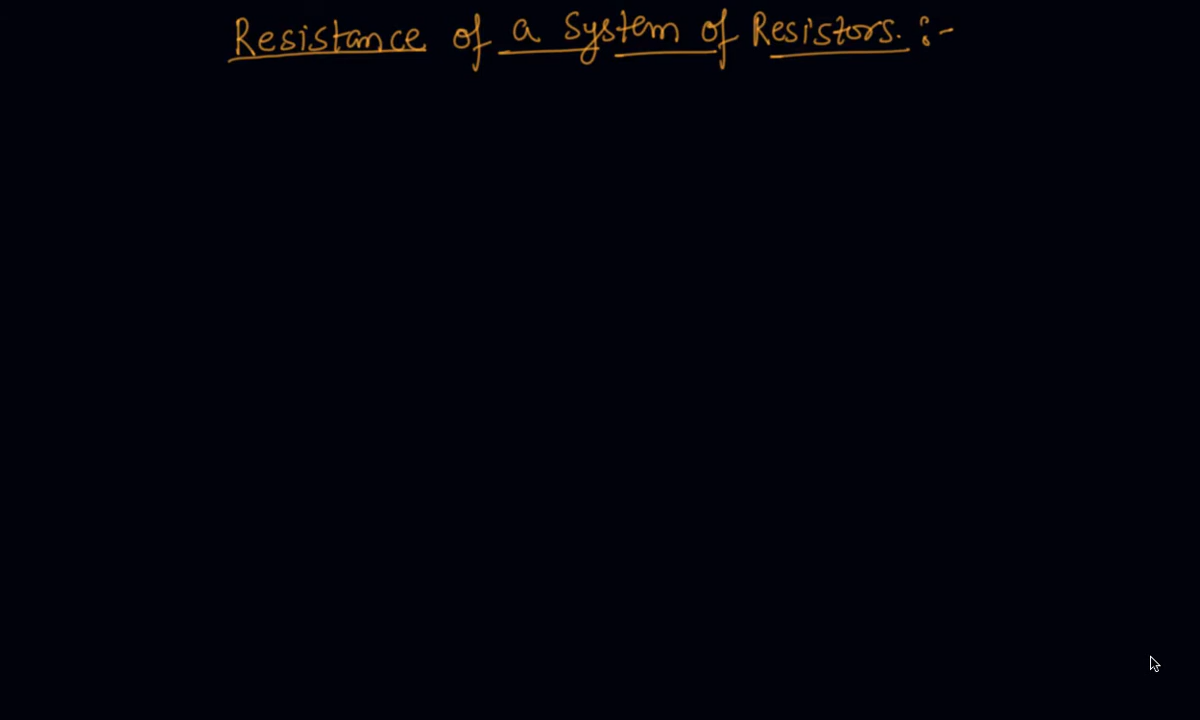 Resistance of a System of Resistors. :-